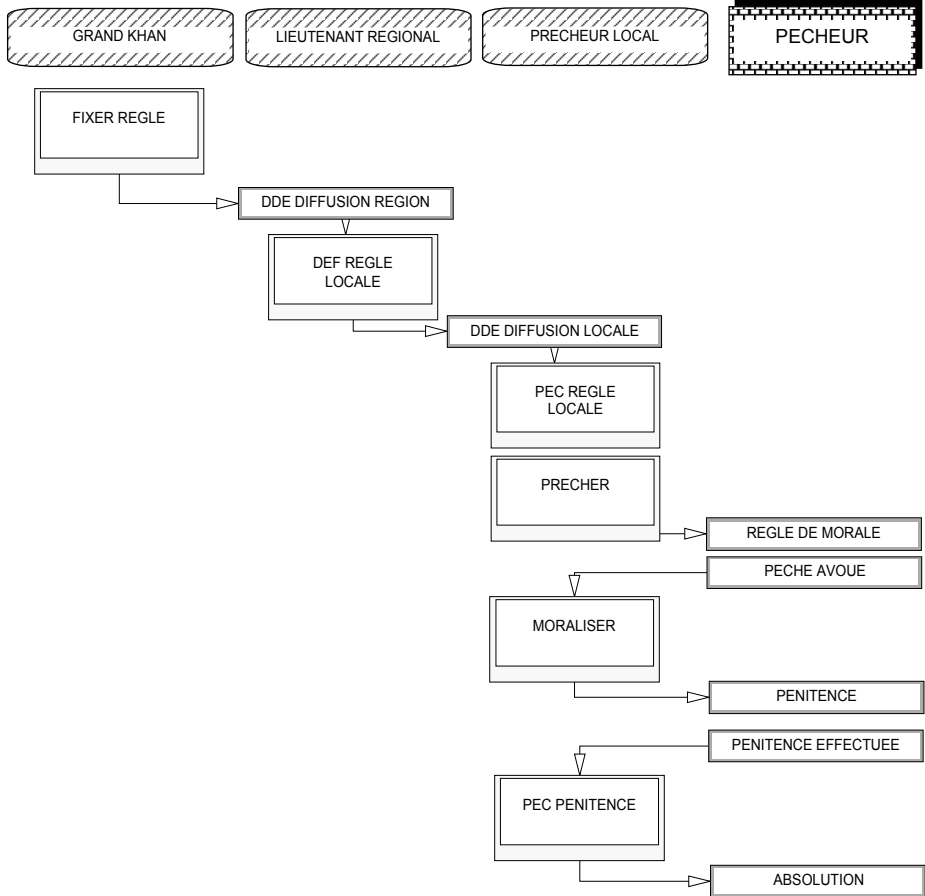 GRAND KHAN
LIEUTENANT REGIONAL
PRECHEUR LOCAL
PECHEUR
FIXER REGLE
DDE DIFFUSION REGION
DEF REGLE
LOCALE
DDE DIFFUSION LOCALE
PEC REGLE
LOCALE
PRECHER
REGLE DE MORALE
PECHE AVOUE
MORALISER
PENITENCE
PENITENCE EFFECTUEE
PEC PENITENCE
ABSOLUTION